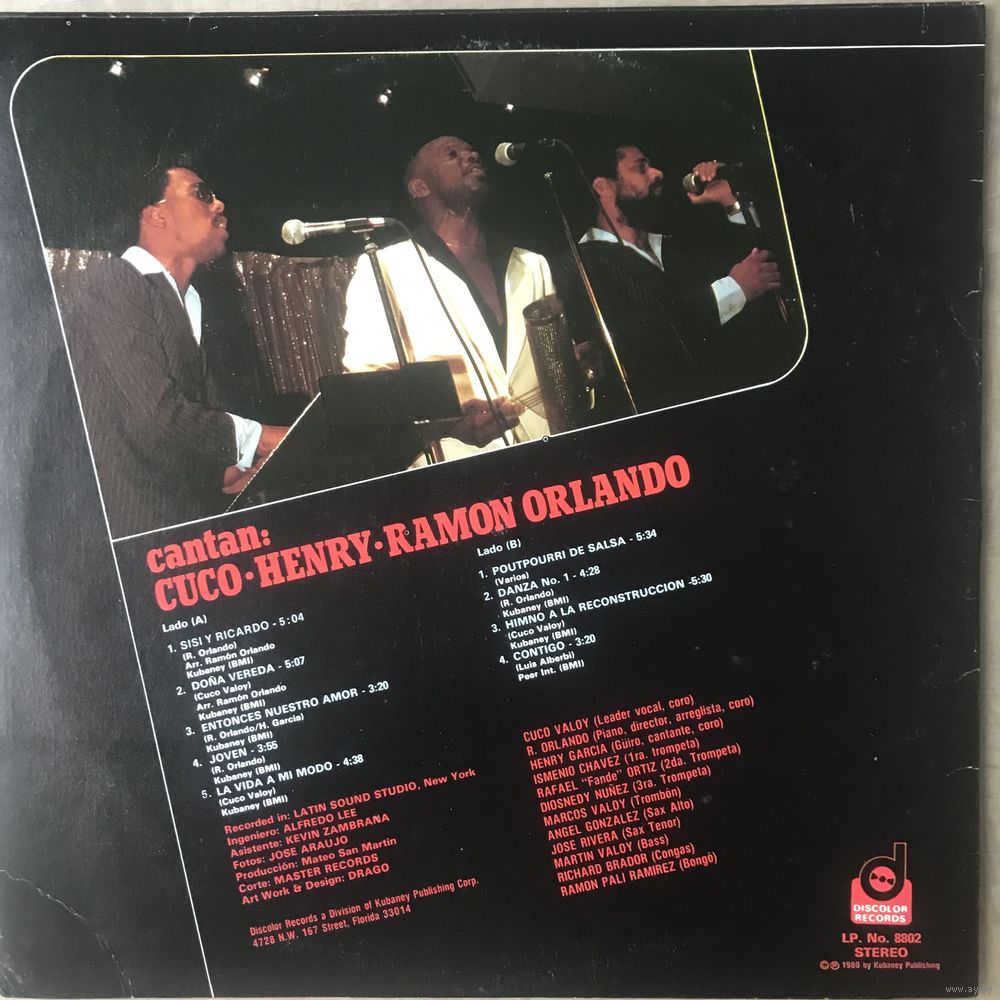 cantan:
CUCO·HENRY·RAMON ORLANDO
Lado (A)
1. SISI Y RICARDO - 5:04
(R. Orlando)
Arr. Ramón Orlando
Kubaney (BMI)
2. DOÑA VEREDA - 5:07
(Cuco Valoy)
Arr. Ramon Orlando
Kubaney (BMI)
3. ENTONCES NUESTRO AMOR - 3:20
(R. Orlando/H. Garcia)
Kubaney (BMI)
4. JOVEN - 3:55
(R. Orlando)
Kubaney (BMI)
5. LA VIDA A MI MODO - 4:38
(Cuco Valoy)
Kubaney (BMI)
Lado (B)
1. POUTPOURRI DE SALSA - 5:34
(Varios)
2. DANZA No. 1 - 4:28
(R. Orlando)
Kubaney (BMI)
3. HIMNO A LA RECONSTRUCCION -5:30
(Cuco Valoy)
Kubaney (BMI)
4. CONTIGO - 3:20
(Luis Alberbi)
Peer Int. (BMI)
Recorded in: LATIN SOUND STUDIO, New York
Ingeniero: ALFREDO LEE
Asistente: KEVIN ZAMBRANA
Fotos: JOSE ARAUJO
Producción: Mateo San Martin
Corte: MASTER RECORDS
Art Work & Design: DRAGO
Discolor Records a Division of Kubaney Publishing Corp.
4728 N.W. 167 Street, Florida 33014
CUCO VALOY (Leader vocal, coro)
R. ORLANDO (Piano, director, arreglista, coro)
HENRY GARCIA (Güiro, cantante, coro)
ISMENIO CHAVEZ (1ra. trompeta)
RAFAEL "Fande" ORTIZ (2da. Trompeta)
DIOSNEDY NUÑEZ (3ra. Trompeta)
MARCOS VALOY (Trombón)
ANGEL GONZALEZ (Sax Alto)
JOSE RIVERA (Sax Tenor)
MARTIN VALOY (Bass)
RICHARD BRADOR (Congas)
RAMON PALI RAMIREZ (Bongó)
d
DISCOLOR
RECORDS
LP. No. 8802
STEREO
©℗ 1980 by Kubaney Publishing
www.ay.by